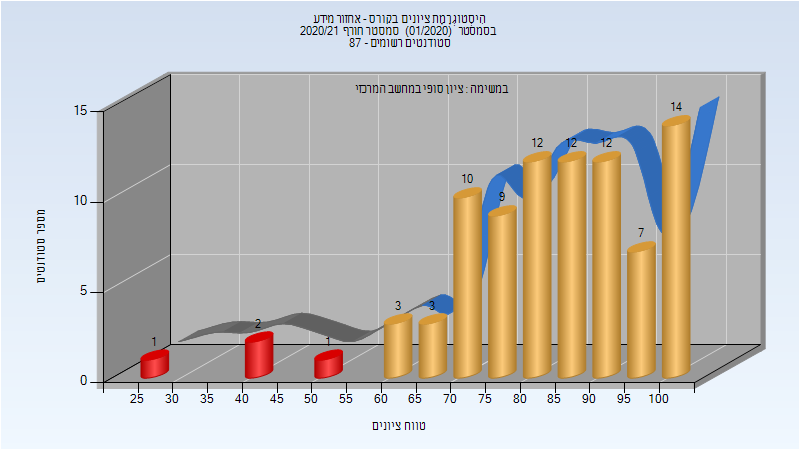 היסטוגרמת ציונים בקורס - אחזור מידע
בסמסטר (01/2020) סמסטר חורף 2020/21
סטודנטים רשומים - 87
במשימה : ציון סופי במחשב המרכזי
מספר סטודנטים
15
10
5
0
1
2
1
3
3
10
9
12
12
12
7
14
25 30 35 40 45 50 55 60 65 70 75 80 85 90 95 100
טווח ציונים